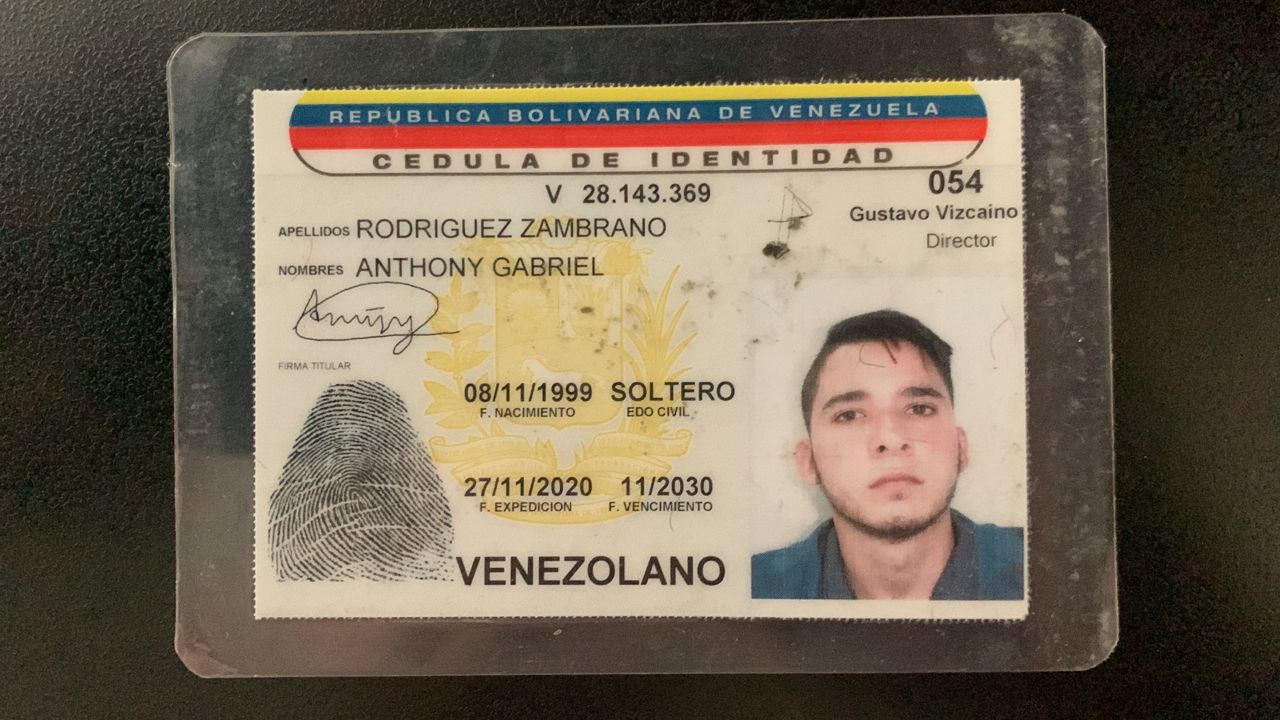 REPUBLICA BOLIVARIANA DE VENEZUELA
CEDULA DE IDENTIDAD
V 28.143.369
054
Gustavo Vizcaino
Director
APELLIDOS RODRIGUEZ ZAMBRANO
NOMBRES ANTHONY GABRIEL
FIRMA TITULAR
08/11/1999 SOLTERO
F. NACIMIENTO EDO CIVIL
27/11/2020 11/2030
F. EXPEDICION F. VENCIMIENTO
VENEZOLANO